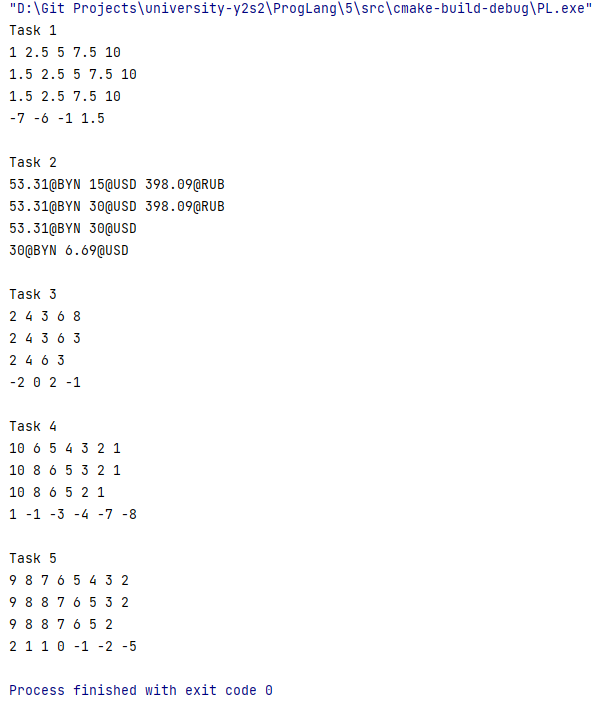 "D:\Git Projects\university-y2s2\ProgLang\5\src\cmake-build-debug\PL.exe"
Task 1
1 2.5 5 7.5 10
1.5 2.5 5 7.5 10
1.5 2.5 7.5 10
-7 -6 -1 1.5
Task 2
53.31@BYN 15@USD 398.09@RUB
53.31@BYN 30@USD 398.09@RUB
53.31@BYN 30@USD
30@BYN 6.69@USD
Task 3
2 4 3 6 8
2 4 3 6 3
2 4 6 3
-2 0 2 -1
Task 4
10 6 5 4 3 2 1
10 8 6 5 3 2 1
10 8 6 5 2 1
1 -1 -3 -4 -7 -8
Task 5
9 8 7 6 5 4 3 2
9 8 8 7 6 5 3 2
9 8 8 7 6 5 2
2 1 1 0 -1 -2 -5
Process finished with exit code 0